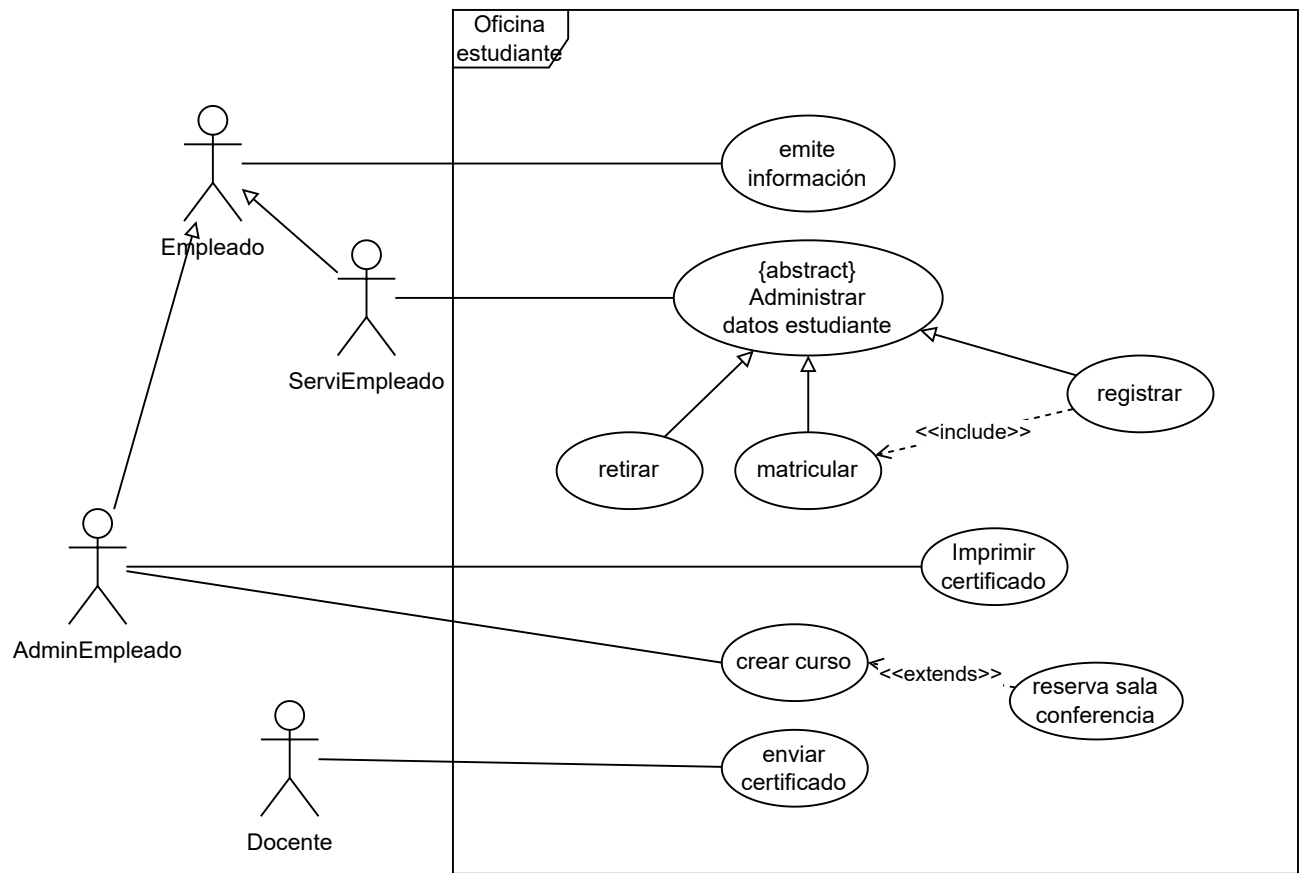 Oficina
estudiante
emite
información
Empleado
{abstract}
Administrar
datos estudiante
ServiEmpleado
registrar
<<include>>
retirar
matricular
Imprimir
certificado
AdminEmpleado
crear curso
<<extends>>
reserva sala
conferencia
enviar
certificado
Docente